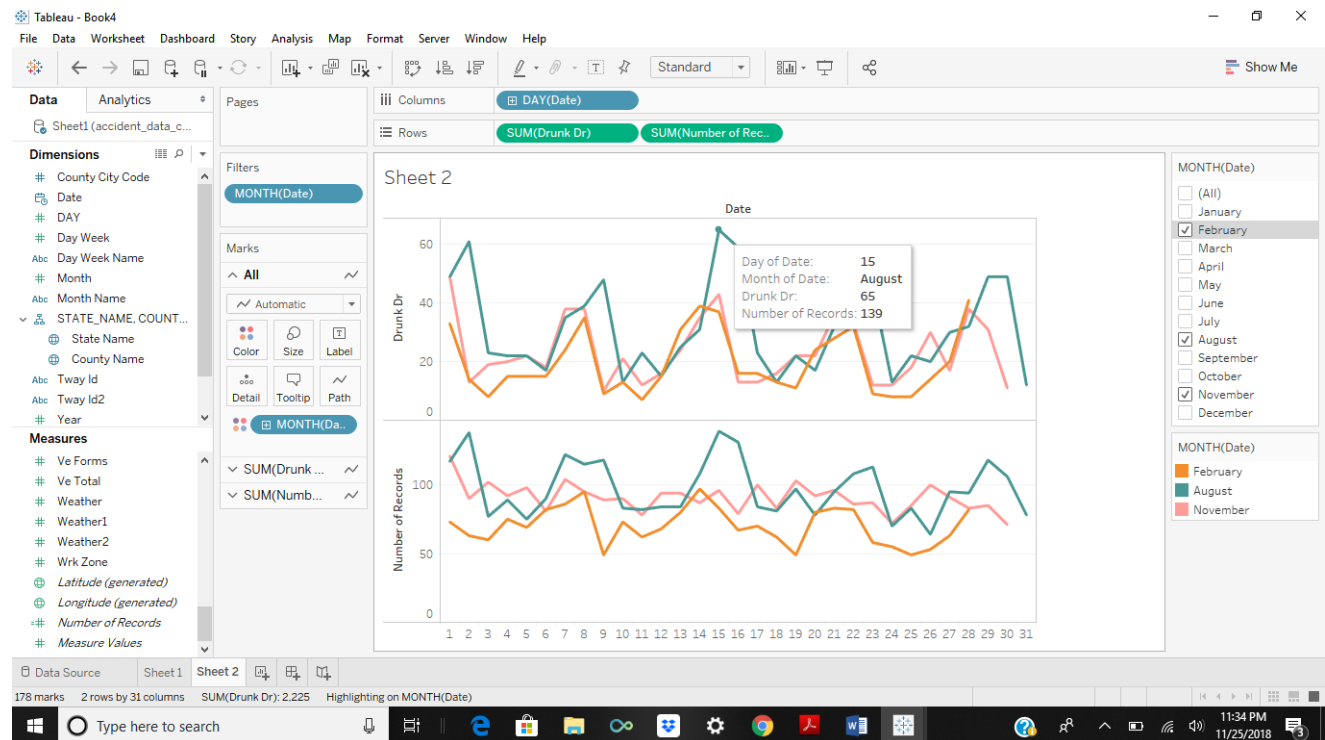 Tableau - Book4
File Data Worksheet Dashboard Story Analysis Map Format Server Window Help
Standard
Show Me
Data Analytics
Sheet1 (accident_data_c...
Dimensions
County City Code
Date
DAY
Day Week
Abc Day Week Name
Month
Abc Month Name
STATE_NAME, COUNT...
State Name
County Name
Abc Tway Id
Abc Tway Id2
Year
Measures
Ve Forms
Ve Total
Weather
Weather1
Weather2
Wrk Zone
Latitude (generated)
Longitude (generated)
Number of Records
Measure Values
Pages
Filters
MONTH(Date)
Marks
All
Automatic
Color Size Label
Detail Tooltip Path
MONTH(Da..
SUM(Drunk ...
SUM(Numb...
Columns DAY(Date)
Rows SUM(Drunk Dr) SUM(Number of Rec..
Sheet 2
Date
Drunk Dr
60
40
20
0
Day of Date: 15
Month of Date: August
Drunk Dr: 65
Number of Records: 139
Number of Records
100
50
0
1 2 3 4 5 6 7 8 9 10 11 12 13 14 15 16 17 18 19 20 21 22 23 24 25 26 27 28 29 30 31
MONTH(Date)
(All)
January
February
March
April
May
June
July
August
September
October
November
December
MONTH(Date)
February
August
November
Data Source Sheet 1 Sheet 2
178 marks 2 rows by 31 columns SUM(Drunk Dr): 2,225 Highlighting on MONTH(Date)
Type here to search
11:34 PM
11/25/2018
3